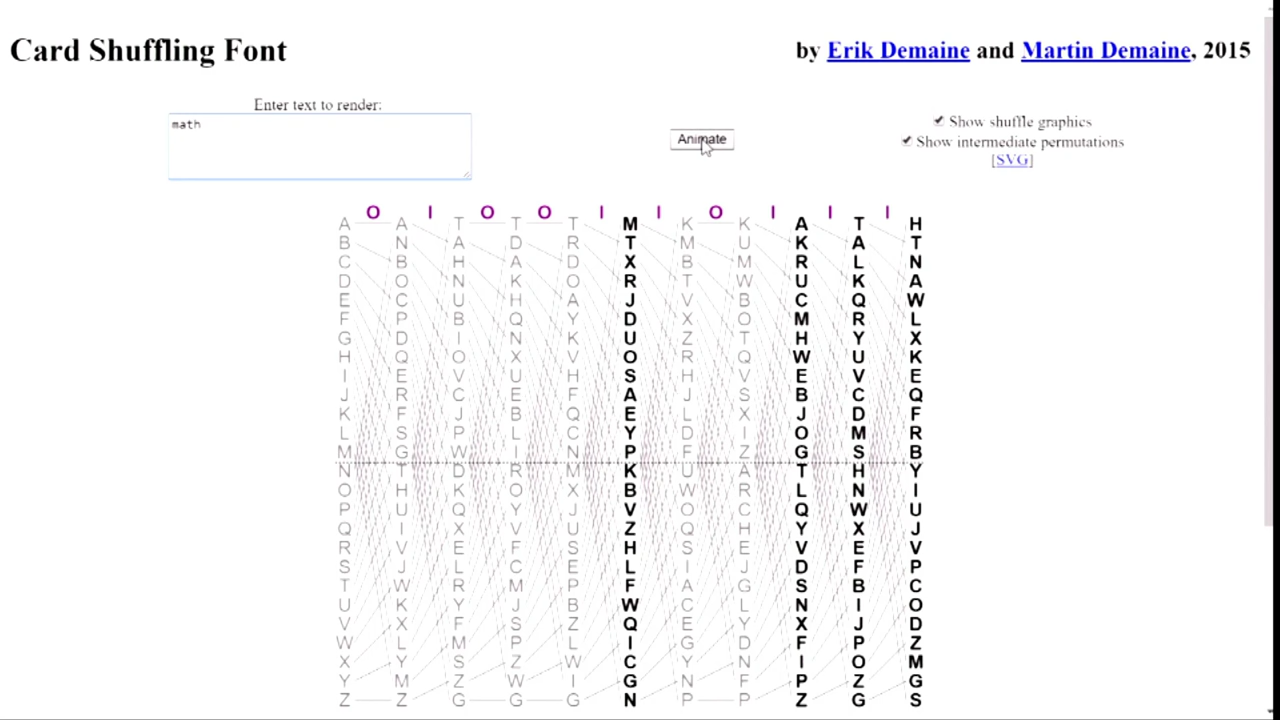 Card Shuffling Font
by Erik Demaine and Martin Demaine, 2015
Enter text to render:
math
Animate
✔ Show shuffle graphics
✔ Show intermediate permutations
[SVG]
O I O O I I O I I I
A A T T T M K K A T H
B N A D R T M U K A T
C B H A D X B M R L N
D O N K O R T W U K A
E C U H A J V B C Q W
F P B Q Y D X O M R L
G D I N K U Z T H Y X
H Q O X V O R Q W U K
I E V U H S H V E V E
J R C E F A J S B C Q
K F J B Q E L X J D F
L S P L C Y D I O M R
M G W I N P F Z G S B
N T D R M K U A T H Y
O H K O X B W R L N I
P U Q Y J V O C Q W U
Q I X V U Z Q H Y X J
R V E F S H S E V E V
S J L C E L I J D F P
T W R M P F A G S B C
U K Y J B W C L N I O
V X F S Z Q E Y X J D
W L M P L I G D F P Z
X Y S Z W C Y N I O M
Y M Z W I G N F P Z G
Z Z G G G N P P Z G S